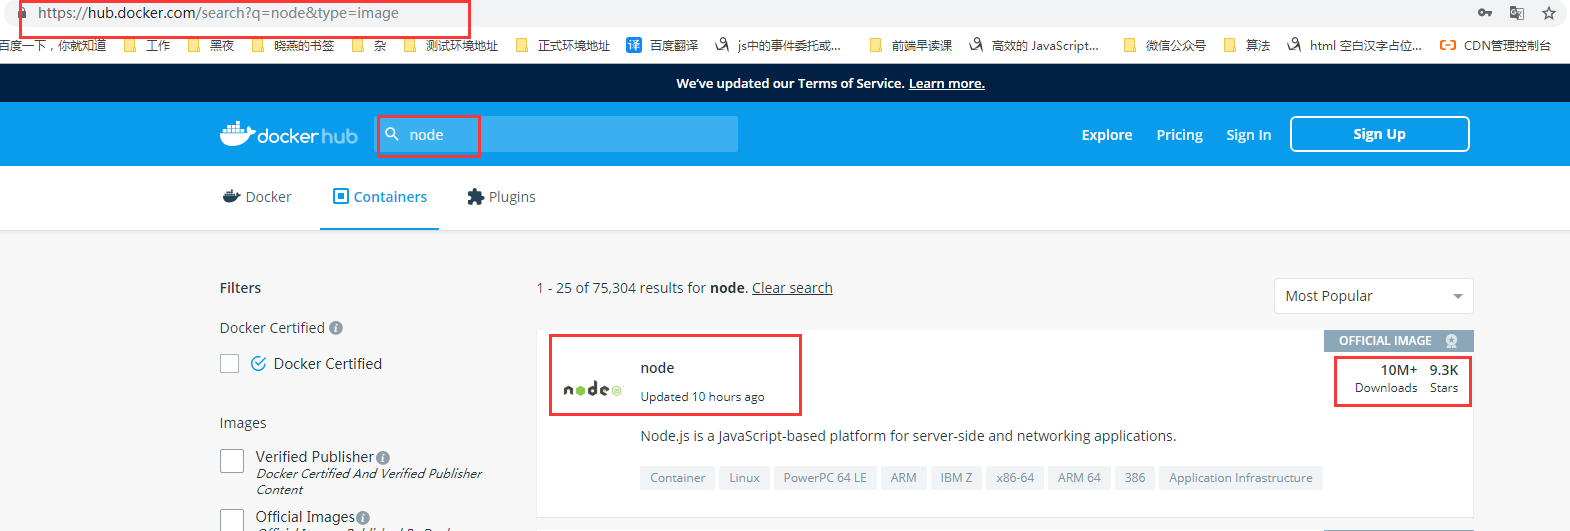 https://hub.docker.com/search?q=node&type=image
百度一下，你就知道 工作 黑夜 晓燕的书签 杂 测试环境地址 正式环境地址 译 百度翻译 js中的事件委托或... 前端早读课 高效的 JavaScript... 微信公众号 算法 html 空白汉字占位... CDN管理控制台
We've updated our Terms of Service. Learn more.
docker hub node Explore Pricing Sign In Sign Up
Docker Containers Plugins
Filters
1 - 25 of 75,304 results for node. Clear search
Most Popular
Docker Certified
Docker Certified
OFFICIAL IMAGE
node
node
Updated 10 hours ago
10M+ 9.3K
Downloads Stars
Images
Node.js is a JavaScript-based platform for server-side and networking applications.
Verified Publisher
Docker Certified And Verified Publisher
Content
Container Linux PowerPC 64 LE ARM IBM Z x86-64 ARM 64 386 Application Infrastructure
Official Images